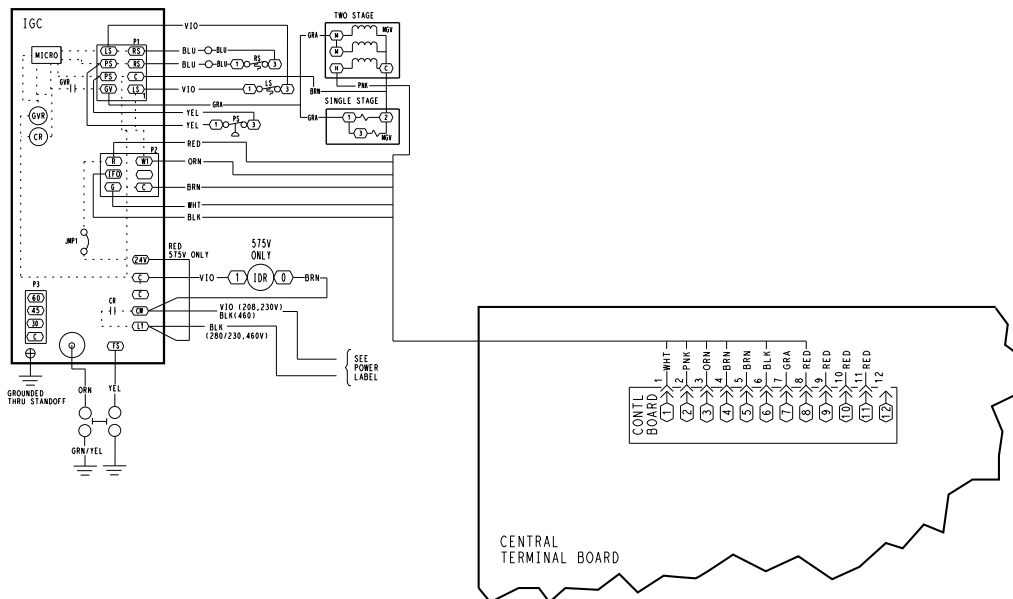 IGC
MICRO
GVR
GVR
CR
P1
LS RS
PS RS
PS C
GV LS
1
VIO
BLU BLU
BLU BLU 1 RS 3
VIO 1 LS 3
GRA
YEL
YEL 1 PS 3
RED
P2
R W1
IFO
G C
ORN
BRN
WHT
BLK
TWO STAGE
MGV
GRA
M
M
H C
PNK
BRN
SINGLE STAGE
GRA
1 2
3
MGV
JMP1
RED
575V ONLY
575V
ONLY
24V
C
VIO 1 IDR 0 BRN
C
CR
CM
VIO (208,230V)
BLK(460)
L1
BLK
(280/230,460V)
SEE
POWER
LABEL
P3
60
45
30
C
FS
GROUNDED
THRU STANDOFF
ORN
YEL
GRN/YEL
WHT PNK ORN BRN BRN BLK GRA RED RED RED RED
1 2 3 4 5 6 7 8 9 10 11 12
CONTL
BOARD
1 2 3 4 5 6 7 8 9 10 11 12
CENTRAL
TERMINAL BOARD